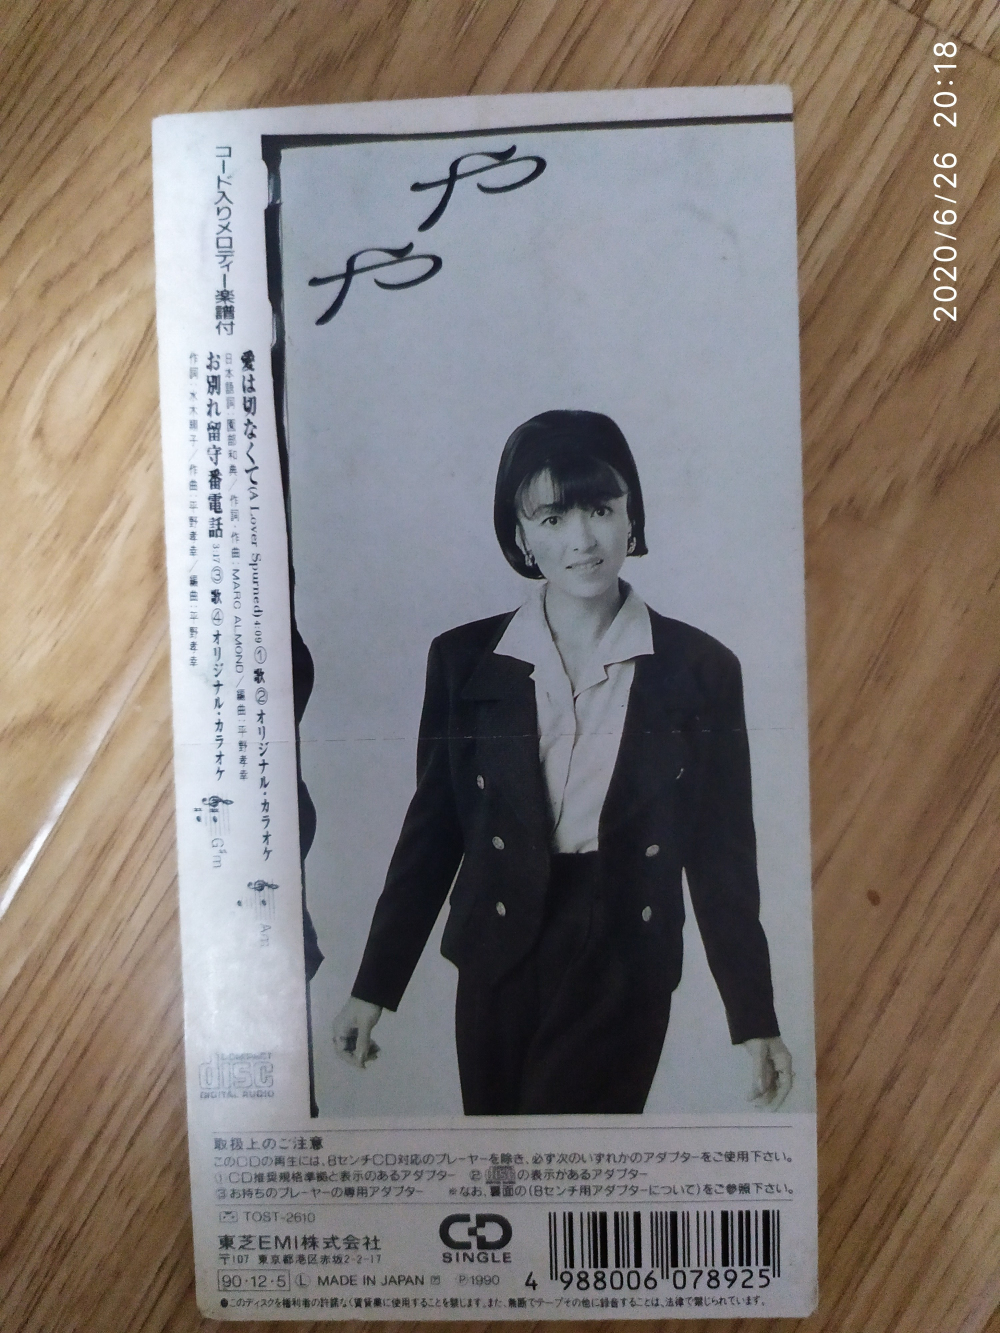 2020/6/26 20:18
やや
コード入りメロディー楽譜付
愛は切なくて(A Lover Spurned)4:09 ①歌 ②オリジナル・カラオケ
日本語詞:園部和典/作詞・作曲:MARC ALMOND/編曲:平野孝幸
お別れ留守番電話 3:17 ③歌 ④オリジナル・カラオケ
作曲:平野孝幸/編曲:平野孝幸
Am
G#m
COMPACT
disc
DIGITAL AUDIO
取扱上のご注意
このCDの再生には、8センチCD対応のプレーヤーを除き、必ず次のいずれかのアダプターをご使用下さい。
①CD推奨規格準拠と表示のあるアダプター ②の表示があるアダプター
③お持ちのプレーヤーの専用アダプター ※なお、裏面の(8センチ用アダプターについて)をご参照下さい。
TOST-2610
東芝EMI株式会社
〒107 東京都港区赤坂2-2-17
90・12・5 Ⓛ MADE IN JAPAN ℗1990
CD
SINGLE
4 988006 078925
●このディスクを権利者の許諾なく賃貸業に使用することを禁じます。また、無断でテープその他に録音することは、法律で禁じられています。